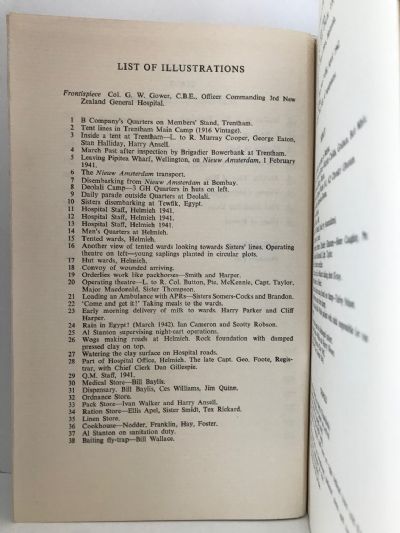 LIST OF ILLUSTRATIONS
Frontispiece Col. G. W. Gower, C.B.E., Officer Commanding 3rd New
Zealand General Hospital.
1 B Company's Quarters on Members' Stand, Trentham.
2 Tent lines in Trentham Main Camp (1916 Vintage).
3 Inside a tent at Trentham—L. to R. Murray Cooper, George Eaton,
Stan Halliday, Harry Ansell.
4 March Past after inspection by Brigadier Bowerbank at Trentham.
5 Leaving Pipitea Wharf, Wellington, on Nieuw Amsterdam, 1 February
1941.
6 The Nieuw Amsterdam transport.
7 Disembarking from Nieuw Amsterdam at Bombay.
8 Deolali Camp—3 GH Quarters in huts on left.
9 Daily parade outside Quarters at Deolali.
10 Sisters disembarking at Tewfik, Egypt.
11 Hospital Staff, Helmieh 1941.
12 Hospital Staff, Helmieh 1941.
13 Hospital Staff, Helmieh 1941.
14 Men's Quarters at Helmieh.
15 Tented wards, Helmieh.
16 Another view of tented wards looking towards Sisters' lines. Operating
theatre on left—young saplings planted in circular plots.
17 Hut wards, Helmieh.
18 Convoy of wounded arriving.
19 Orderlies work like packhorses—Smith and Harper.
20 Operating theatre—L. to R. Col. Button, Pte. McKennie, Capt. Taylor,
Major Macdonald, Sister Thompson.
21 Loading an Ambulance with APRs—Sisters Somers-Cocks and Brandon.
22 'Come and get it!' Taking meals to the wards.
23 Early morning delivery of milk to wards. Harry Parker and Cliff
Harper.
24 Rain in Egypt! (March 1942). Ian Cameron and Scotty Robson.
25 Al Stanton supervising night-cart operations.
26 Wogs making roads at Helmieh. Rock foundation with damped
pressed clay on top.
27 Watering the clay surface on Hospital roads.
28 Part of Hospital Office, Helmieh. The late Capt. Geo. Foote, Regis-
trar, with Chief Clerk Dan Gillespie.
29 Q.M. Staff, 1941.
30 Medical Store—Bill Baylis.
31 Dispensary. Bill Baylis, Ces Williams, Jim Quinn.
32 Ordnance Store.
33 Pack Store—Ivan Walker and Harry Ansell.
34 Ration Store—Ellis Apel, Sister Smidt, Tex Rickard.
35 Linen Store.
36 Cookhouse—Nodder, Franklin, Hay, Foster.
37 Al Stanton on sanitation duty.
38 Baiting fly-trap—Bill Wallace.